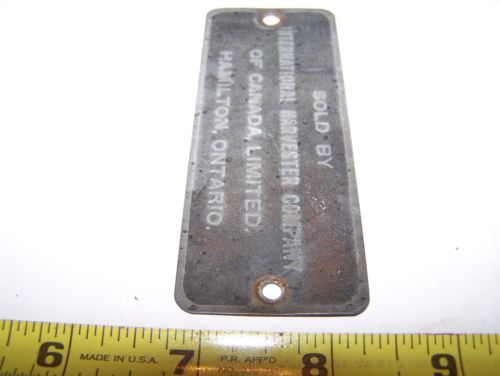 SOLD BY
INTERNATIONAL HARVESTER COMPANY
OF CANADA, LIMITED.
HAMILTON, ONTARIO.
6 7 8 9
MADE IN U.S.A. P.R. APP'D